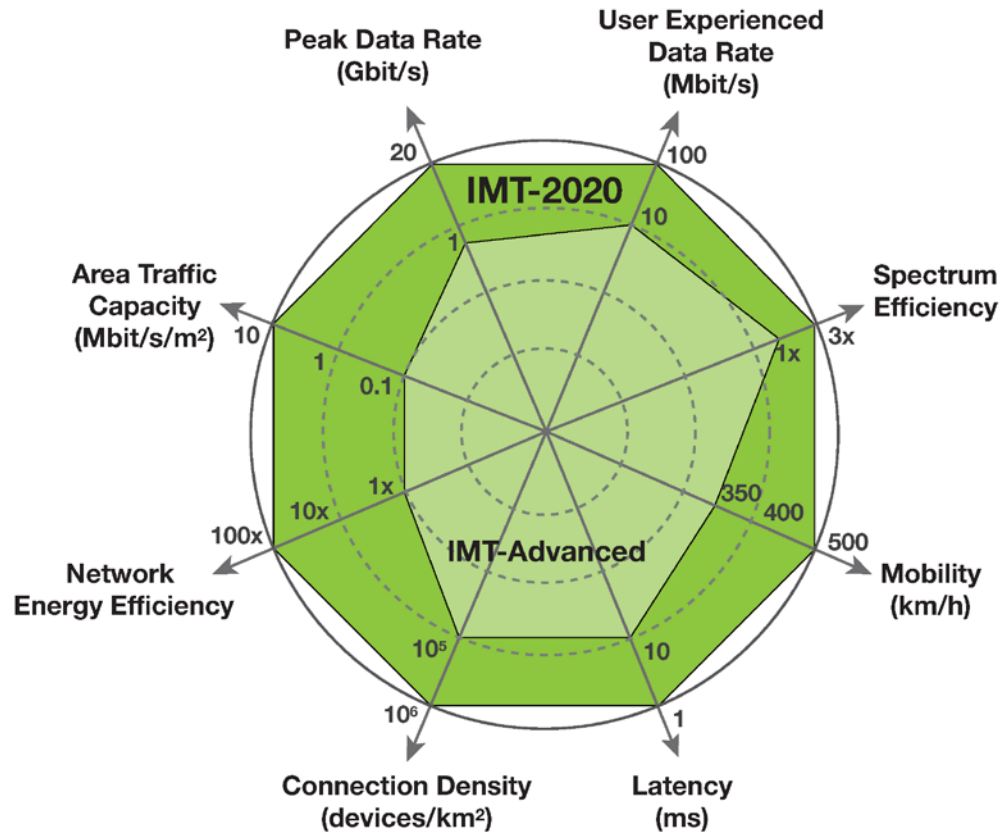 Peak Data Rate
(Gbit/s)
User Experienced
Data Rate
(Mbit/s)
20
100
IMT-2020
1
10
Area Traffic
Capacity
(Mbit/s/m²)
Spectrum
Efficiency
10
1
0.1
1x
3x
1x
10x
100x
350
400
500
Network
Energy Efficiency
IMT-Advanced
Mobility
(km/h)
10⁵
10
10⁶
1
Connection Density
(devices/km²)
Latency
(ms)